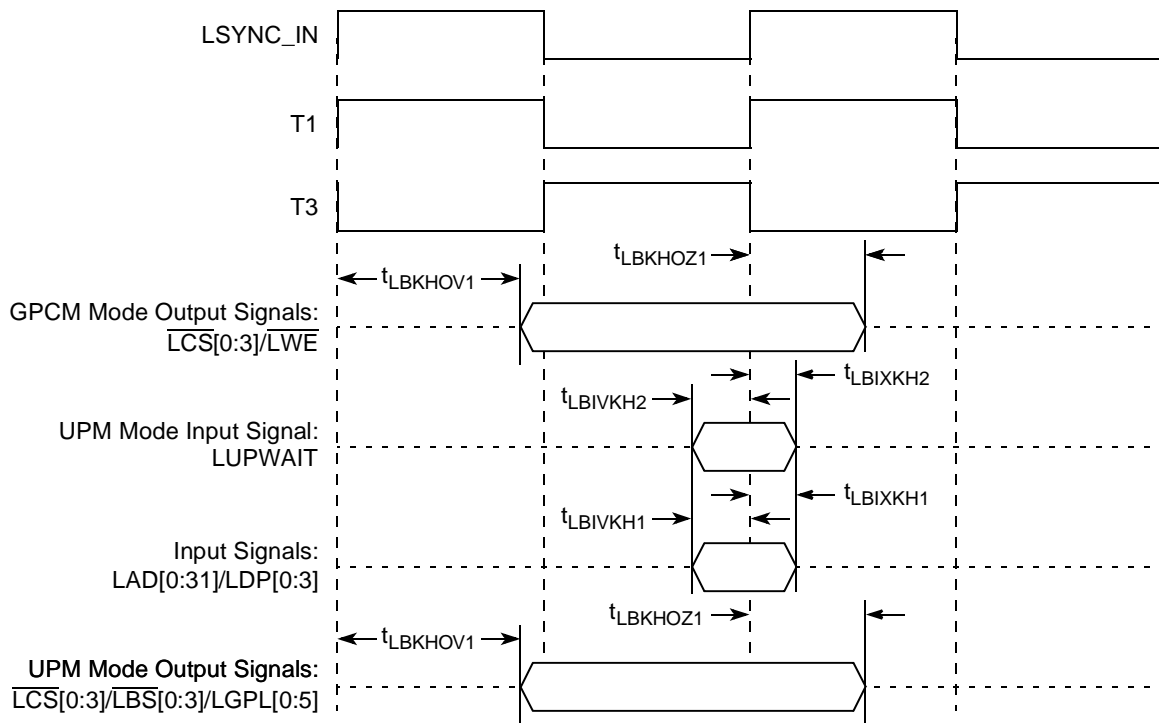 LSYNC_IN
T1
T3
tLBKHOZ1
tLBKHOV1
GPCM Mode Output Signals:
LCS[0:3]/LWE
tLBIXKH2
tLBIVKH2
UPM Mode Input Signal:
LUPWAIT
tLBIXKH1
tLBIVKH1
Input Signals:
LAD[0:31]/LDP[0:3]
tLBKHOZ1
tLBKHOV1
UPM Mode Output Signals:
LCS[0:3]/LBS[0:3]/LGPL[0:5]